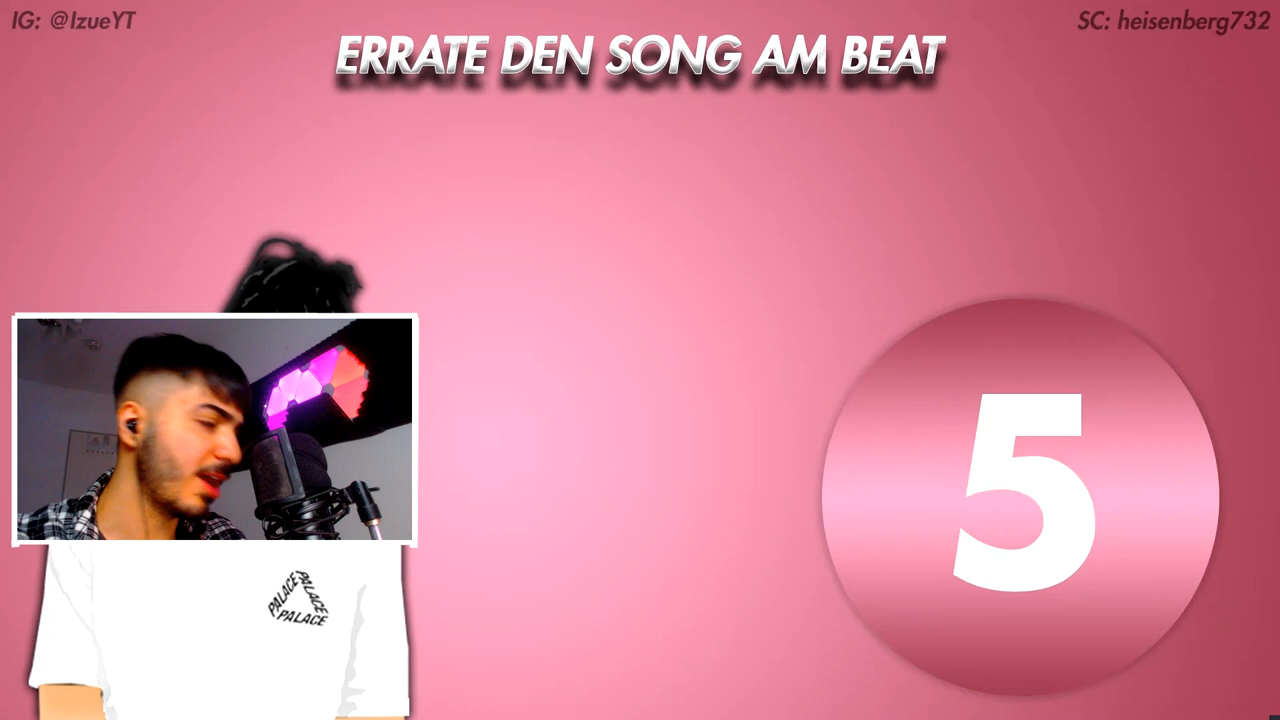 IG: @IzueYT
SC: heisenberg732
ERRATE DEN SONG AM BEAT
5
PALACE
PALACE
PALACE